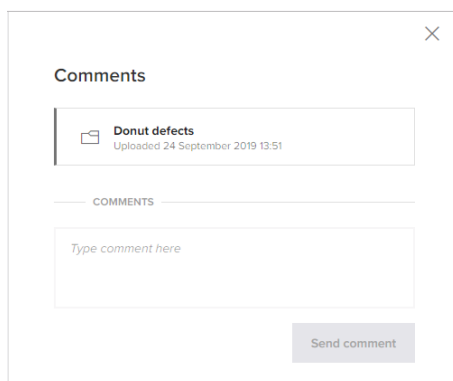 Comments
Donut defects
Uploaded 24 September 2019 13:51
COMMENTS
Type comment here
Send comment